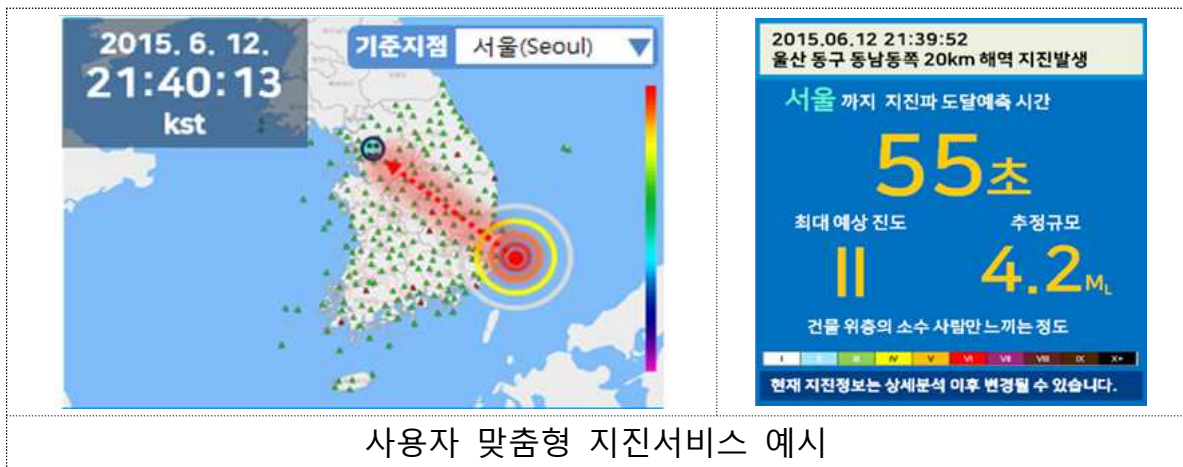 2015. 6. 12.
21:40:13
kst
기준지점 서울(Seoul)
2015.06.12 21:39:52
울산 동구 동남동쪽 20km 해역 지진발생
서울 까지 지진파 도달예측 시간
55초
최대 예상 진도 추정규모
II 4.2ML
건물 위층의 소수 사람만 느끼는 정도
I II III IV V VI VII VIII IX X+
현재 지진정보는 상세분석 이후 변경될 수 있습니다.
사용자 맞춤형 지진서비스 예시